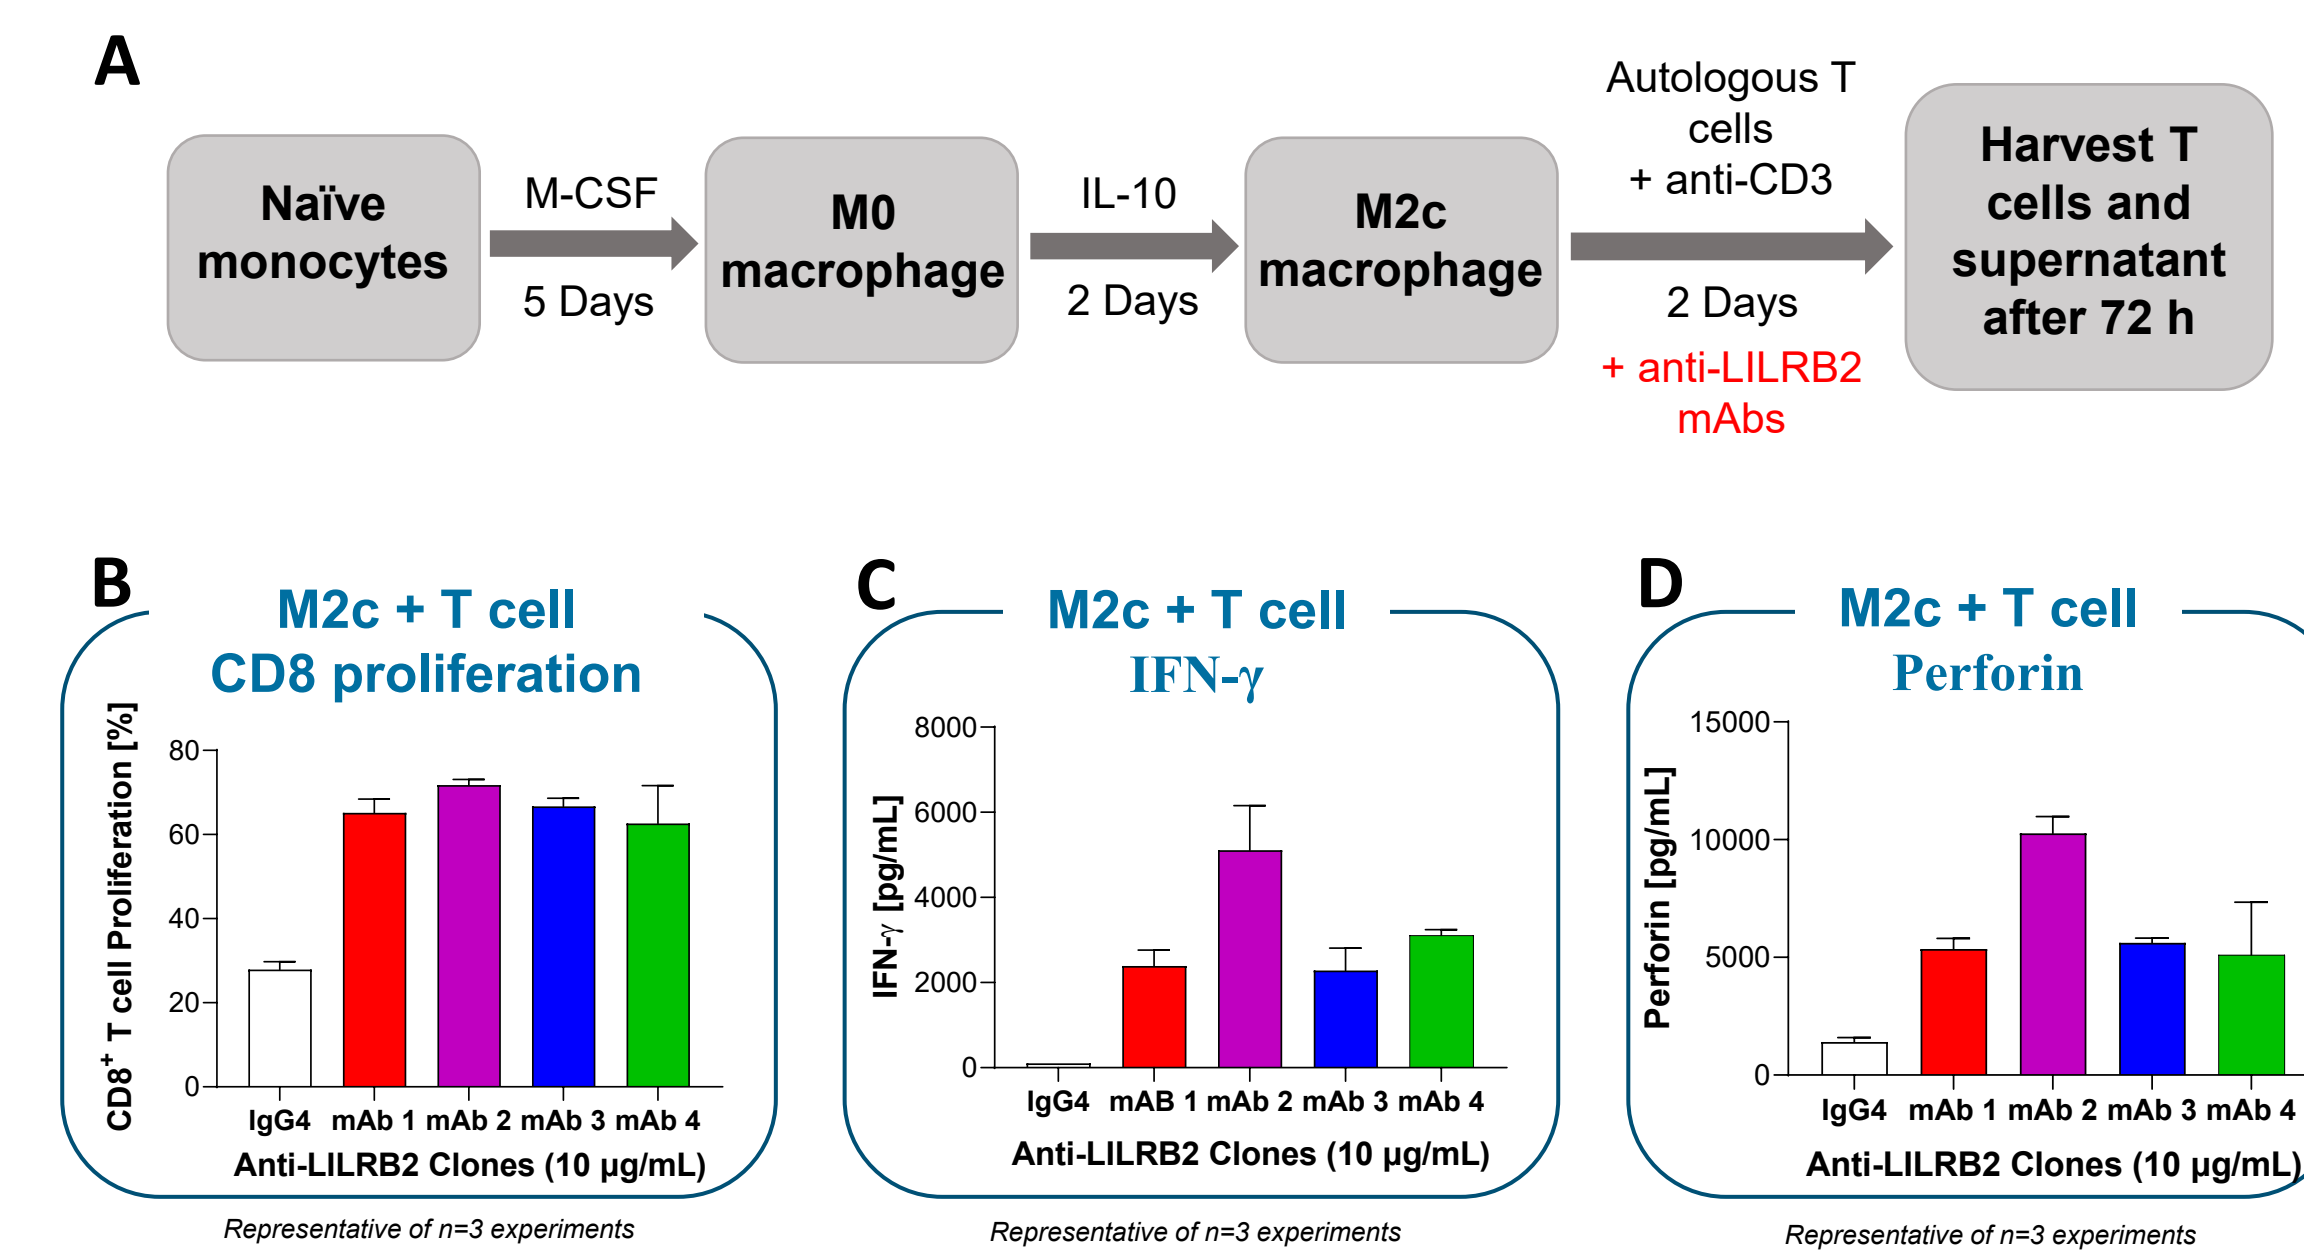 A
Naïve
monocytes
M-CSF
5 Days
M0
macrophage
IL-10
2 Days
M2c
macrophage
Autologous T
cells
+ anti-CD3
2 Days
+ anti-LILRB2
mAbs
Harvest T
cells and
supernatant
after 72 h
B
M2c + T cell
CD8 proliferation
CD8+ T cell Proliferation [%]
80
60
40
20
0
IgG4 mAb 1 mAb 2 mAb 3 mAb 4
Anti-LILRB2 Clones (10 µg/mL)
Representative of n=3 experiments
C
M2c + T cell
IFN-γ
IFN-γ [pg/mL]
8000
6000
4000
2000
0
IgG4 mAB 1 mAb 2 mAb 3 mAb 4
Anti-LILRB2 Clones (10 µg/mL)
Representative of n=3 experiments
D
M2c + T cell
Perforin
Perforin [pg/mL]
15000
10000
5000
0
IgG4 mAb 1 mAb 2 mAb 3 mAb 4
Anti-LILRB2 Clones (10 µg/mL)
Representative of n=3 experiments